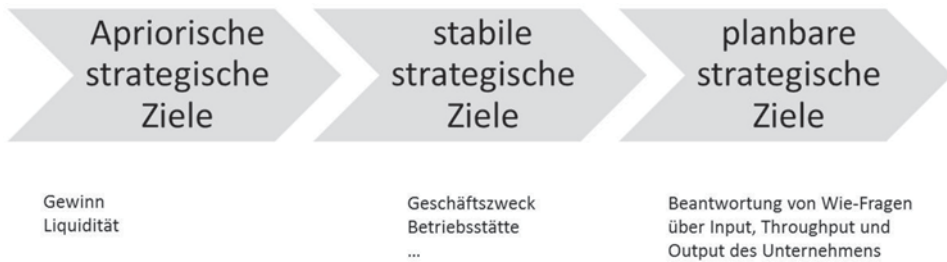 Apriorische
strategische
Ziele
stabile
strategische
Ziele
planbare
strategische
Ziele
Gewinn
Liquidität
Geschäftszweck
Betriebsstätte
...
Beantwortung von Wie-Fragen
über Input, Throughput und
Output des Unternehmens